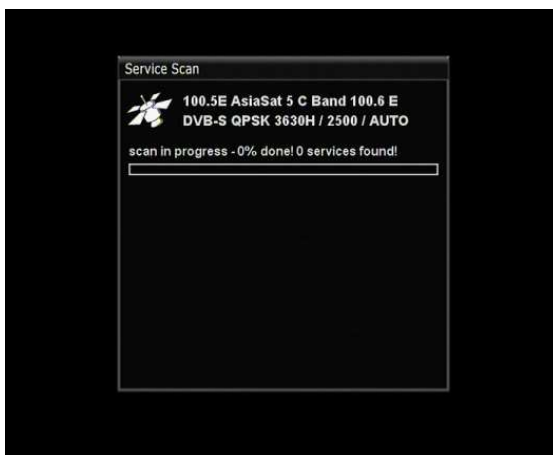 Service Scan
100.5E AsiaSat 5 C Band 100.6 E
DVB-S QPSK 3630H / 2500 / AUTO
scan in progress - 0% done! 0 services found!